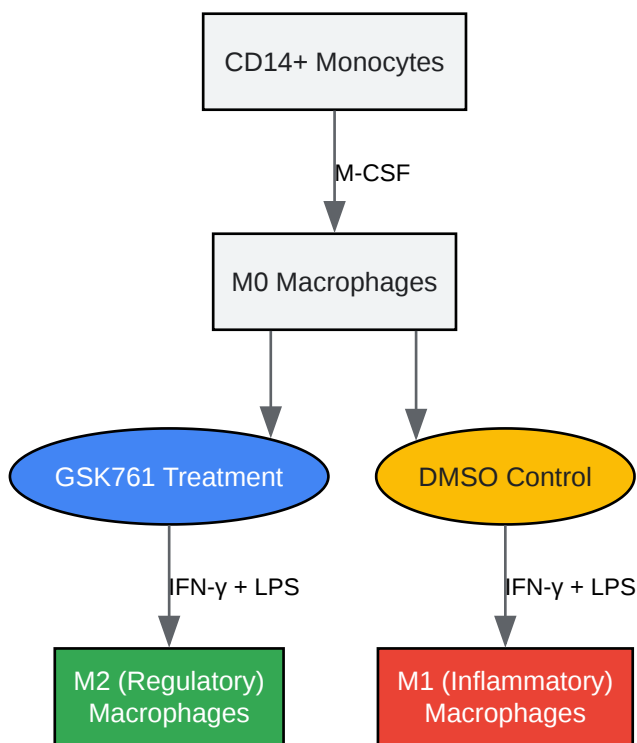 CD14+ Monocytes
M-CSF
M0 Macrophages
GSK761 Treatment
DMSO Control
IFN-γ + LPS
IFN-γ + LPS
M2 (Regulatory)
Macrophages
M1 (Inflammatory)
Macrophages